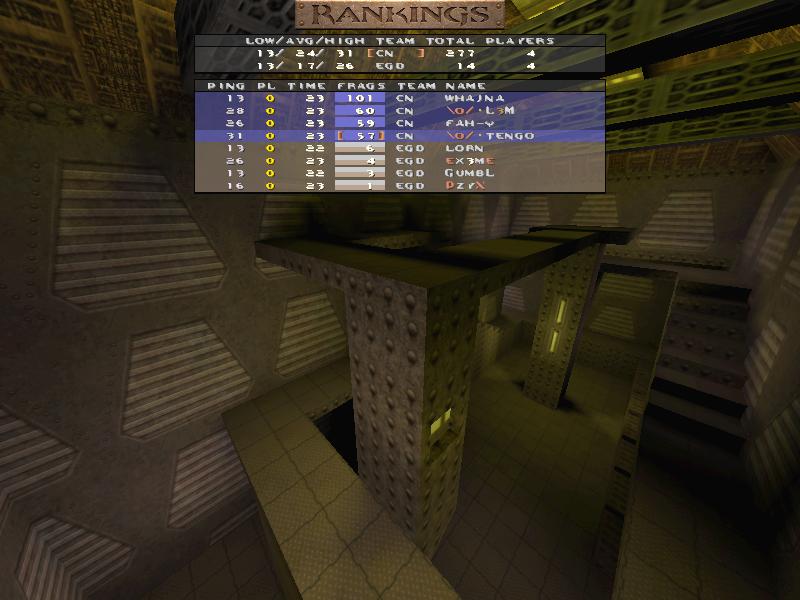 RANKINGS
LOW/AVG/HIGH TEAM TOTAL PLAYERS
13/ 24/ 31 [CN ] 277 4
13/ 17/ 26 EGD 14 4
PING PL TIME FRAGS TEAM NAME
13 0 23 101 CN WHAJNA
28 0 23 60 CN \O/·L3M
26 0 23 59 CN FAH-V
31 0 23 [ 57] CN \O/·TENGO
13 0 22 6 EGD LORN
26 0 23 4 EGD EX3ME
13 0 22 3 EGD GUMBL
16 0 23 1 EGD PZYX